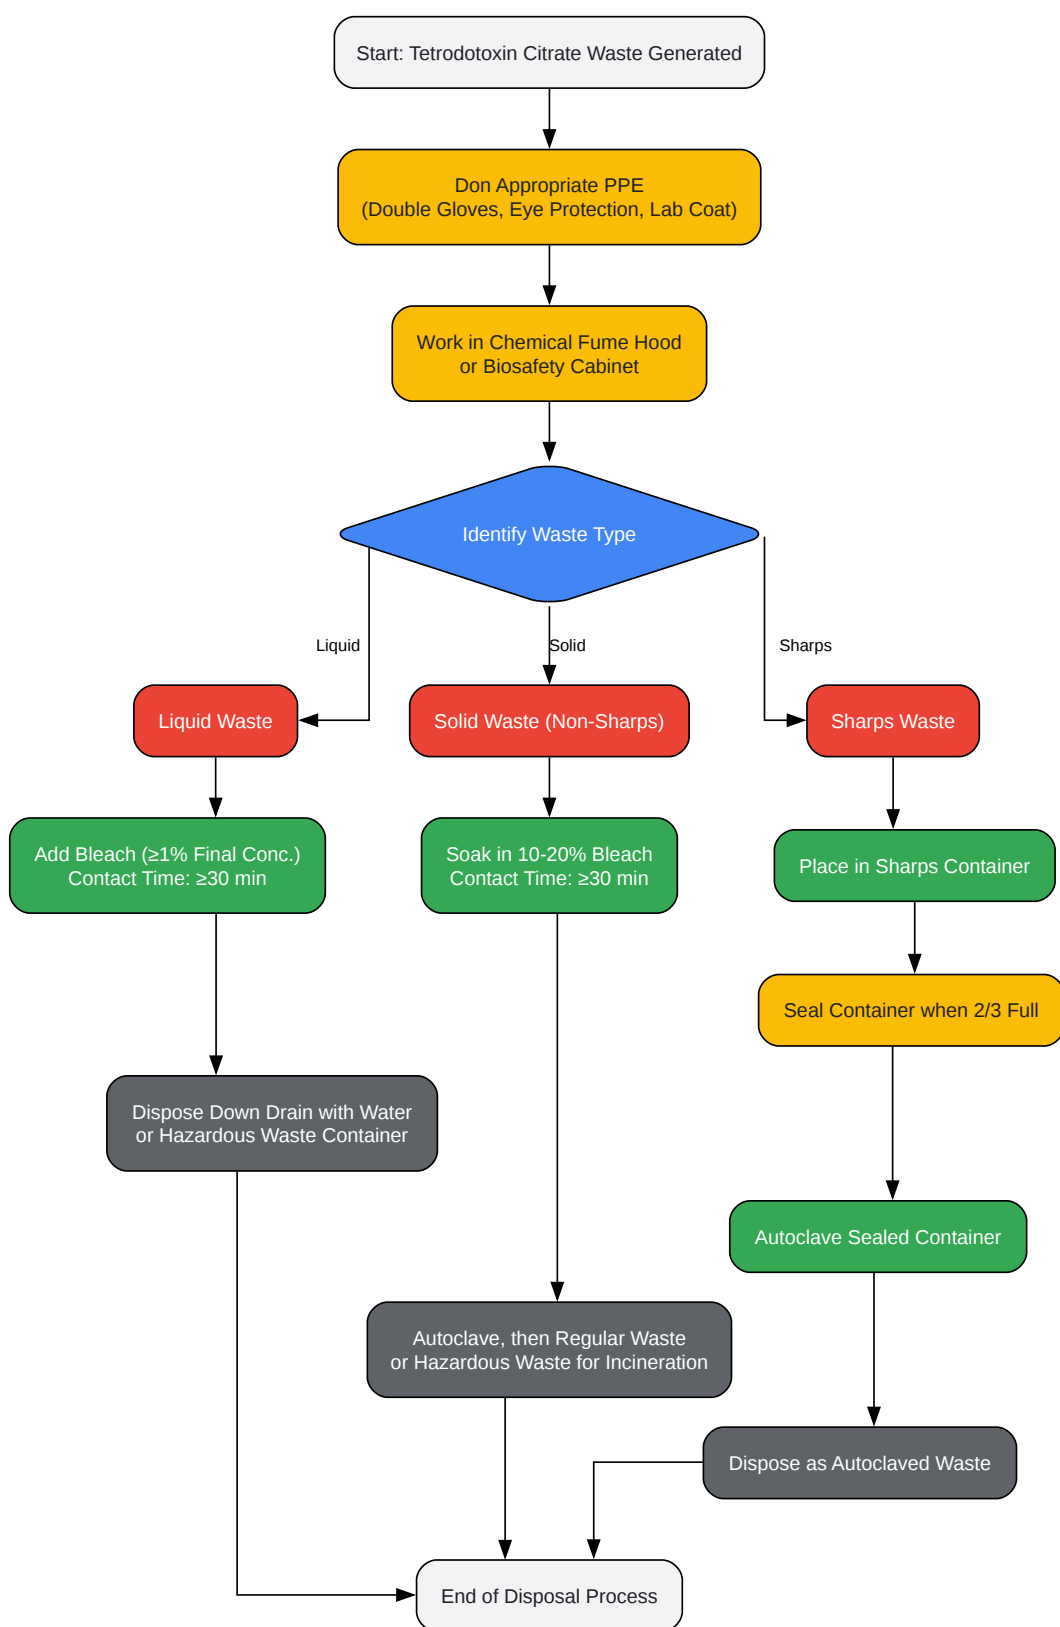 Start: Tetrodotoxin Citrate Waste Generated
Don Appropriate PPE
(Double Gloves, Eye Protection, Lab Coat)
Work in Chemical Fume Hood
or Biosafety Cabinet
Identify Waste Type
Liquid
Solid
Sharps
Liquid Waste
Solid Waste (Non-Sharps)
Sharps Waste
Add Bleach (≥1% Final Conc.)
Contact Time: ≥30 min
Soak in 10-20% Bleach
Contact Time: ≥30 min
Place in Sharps Container
Seal Container when 2/3 Full
Dispose Down Drain with Water
or Hazardous Waste Container
Autoclave Sealed Container
Autoclave, then Regular Waste
or Hazardous Waste for Incineration
Dispose as Autoclaved Waste
End of Disposal Process